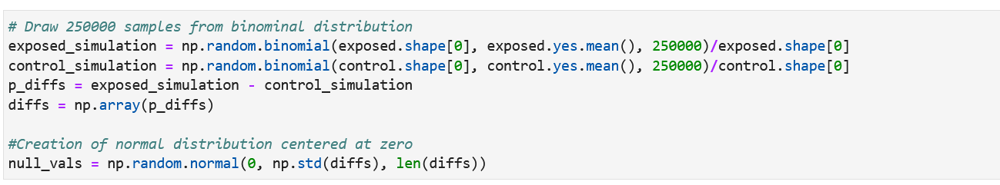 # Draw 250000 samples from binominal distribution
exposed_simulation = np.random.binomial(exposed.shape[0], exposed.yes.mean(), 250000)/exposed.shape[0]
control_simulation = np.random.binomial(control.shape[0], control.yes.mean(), 250000)/control.shape[0]
p_diffs = exposed_simulation - control_simulation
diffs = np.array(p_diffs)
#Creation of normal distribution centered at zero
null_vals = np.random.normal(0, np.std(diffs), len(diffs))